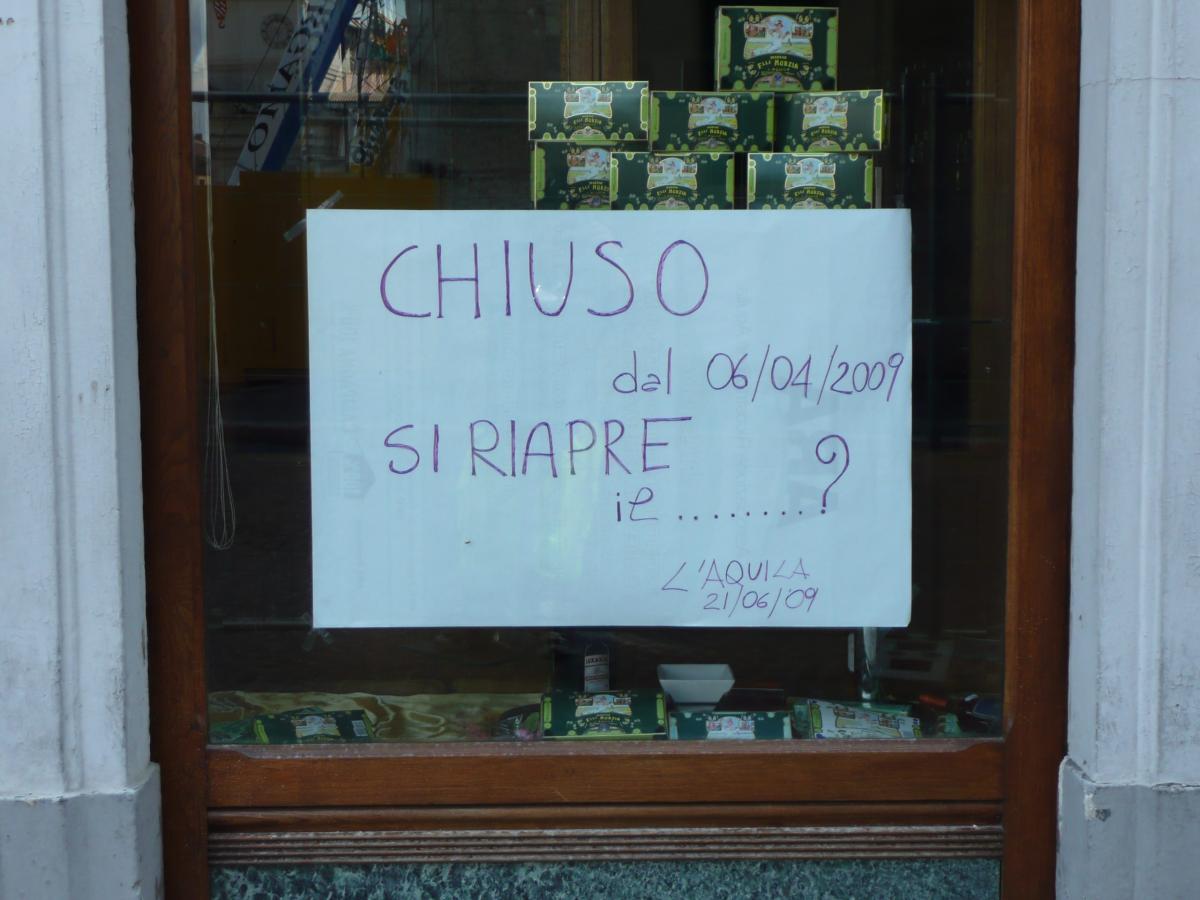 CHIUSO
dal 06/04/2009
SI RIAPRE
il ........?
L'AQUILA
21/06/'09